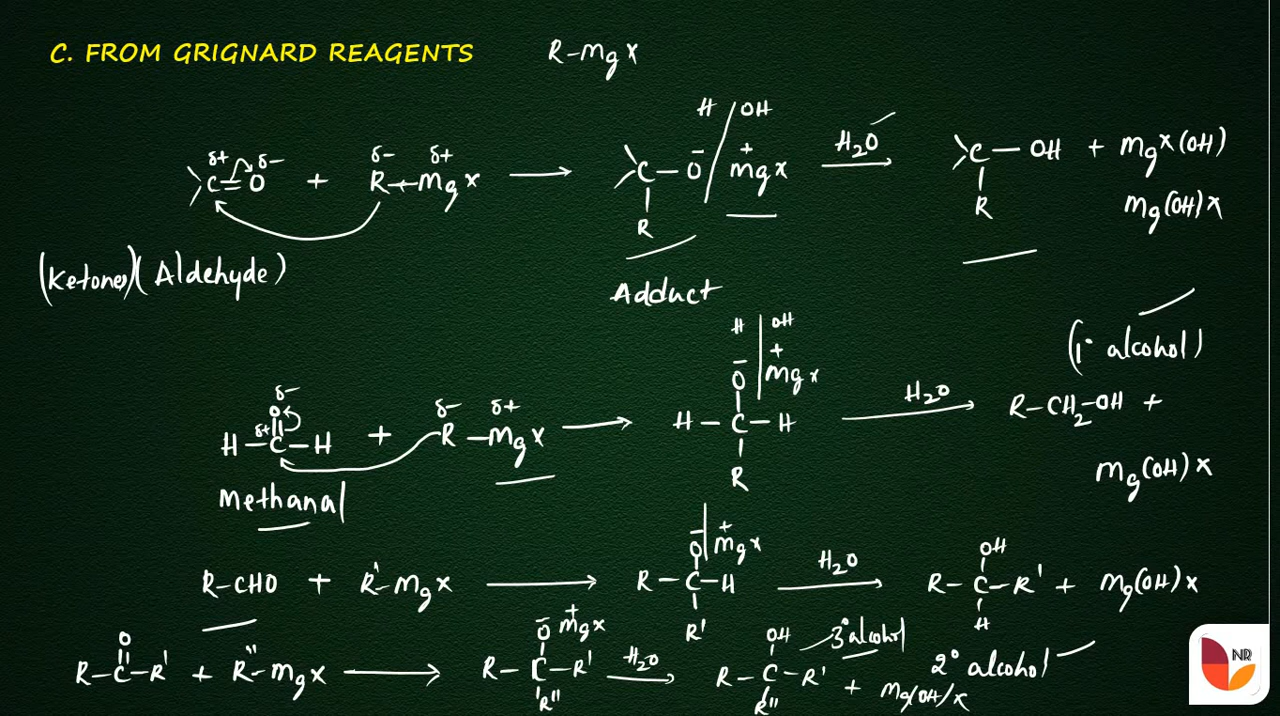 C. FROM GRIGNARD REAGENTS R-MgX
δ+ δ- δ- δ+ H OH
C=O + R-MgX → C-O⁻ +MgX H₂O → C-OH + MgX(OH)
R R Mg(OH)X
(Ketones)(Aldehyde)
Adduct
H OH
(1° alcohol)
δ- O⁻ +MgX
O δ- δ+
H-C-H δ+ + R-MgX → H-C-H H₂O → R-CH₂-OH +
R Mg(OH)X
Methanal
O⁻ +MgX OH
R-CHO + R'-MgX → R-C-H H₂O → R-C-R' + Mg(OH)X
R' H
O O⁻ +MgX OH 3° alcohol
R-C-R' + R"-MgX → R-C-R' H₂O → R-C-R' + Mg(OH)X
R" R" 2° alcohol
NR